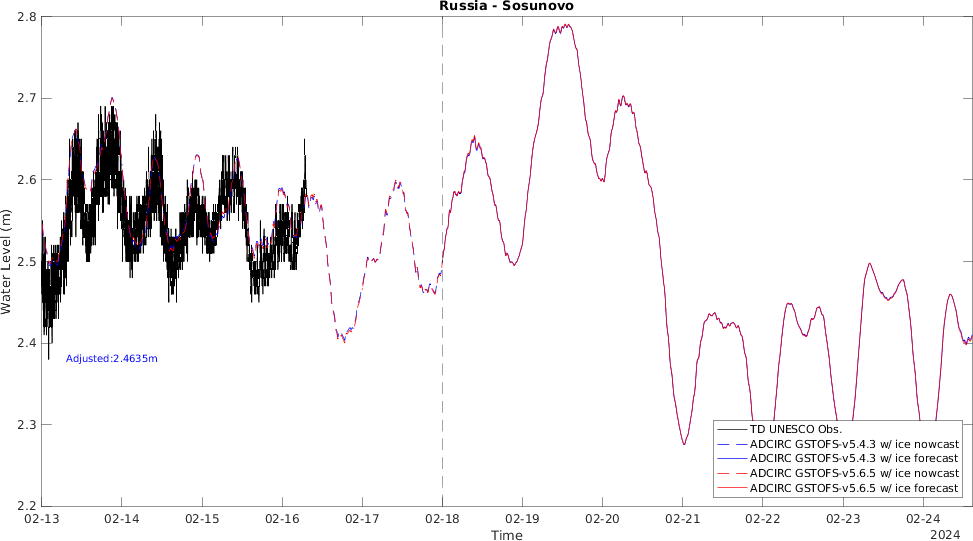 Russia - Sosunovo
2.8
2.7
2.6
2.5
2.4
2.3
2.2
Water Level (m)
Adjusted:2.4635m
TD UNESCO Obs.
ADCIRC GSTOFS-v5.4.3 w/ ice nowcast
ADCIRC GSTOFS-v5.4.3 w/ ice forecast
ADCIRC GSTOFS-v5.6.5 w/ ice nowcast
ADCIRC GSTOFS-v5.6.5 w/ ice forecast
02-13 02-14 02-15 02-16 02-17 02-18 02-19 02-20 02-21 02-22 02-23 02-24
Time
2024